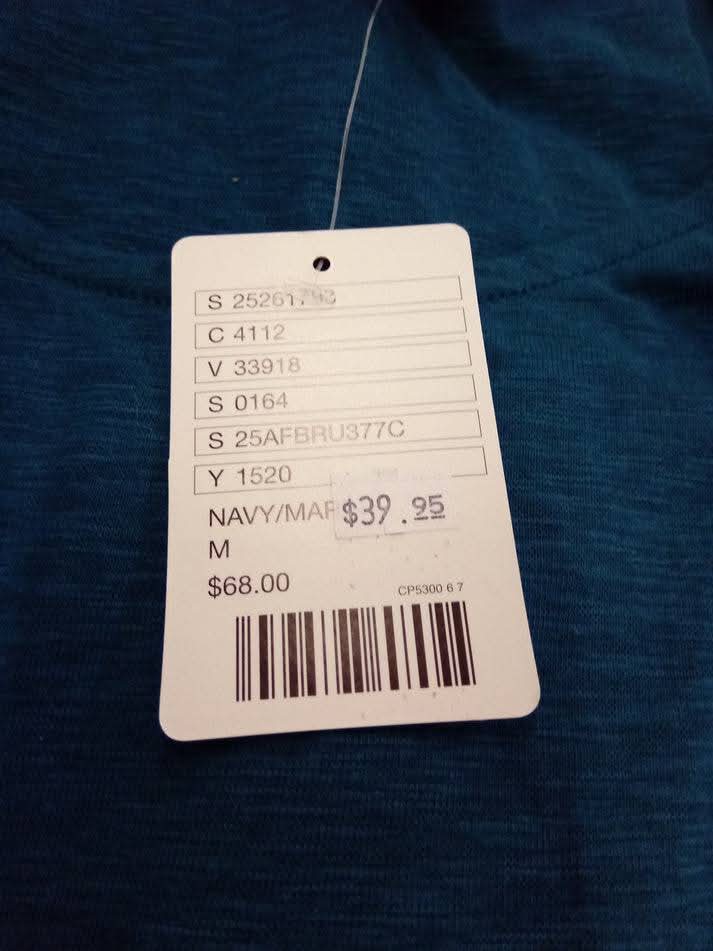 S
C 4112
V 33918
S 0164
S 25AFBRU377C
Y 1520
$39.95
M
$68.00
CP5300 6 7